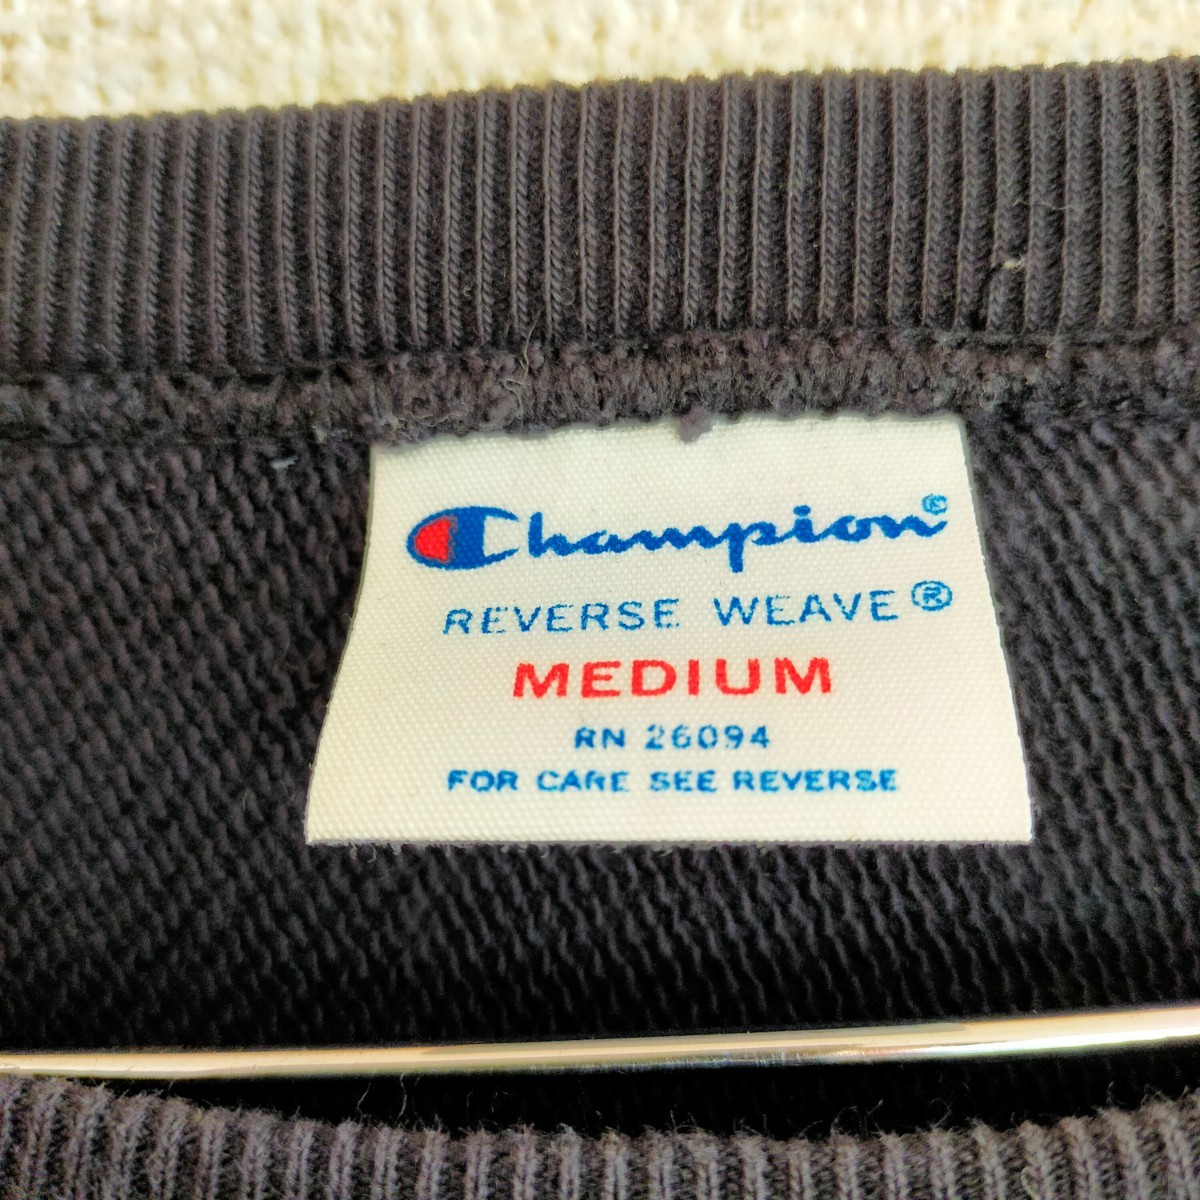 Champion®
REVERSE WEAVE®
MEDIUM
RN 26094
FOR CARE SEE REVERSE